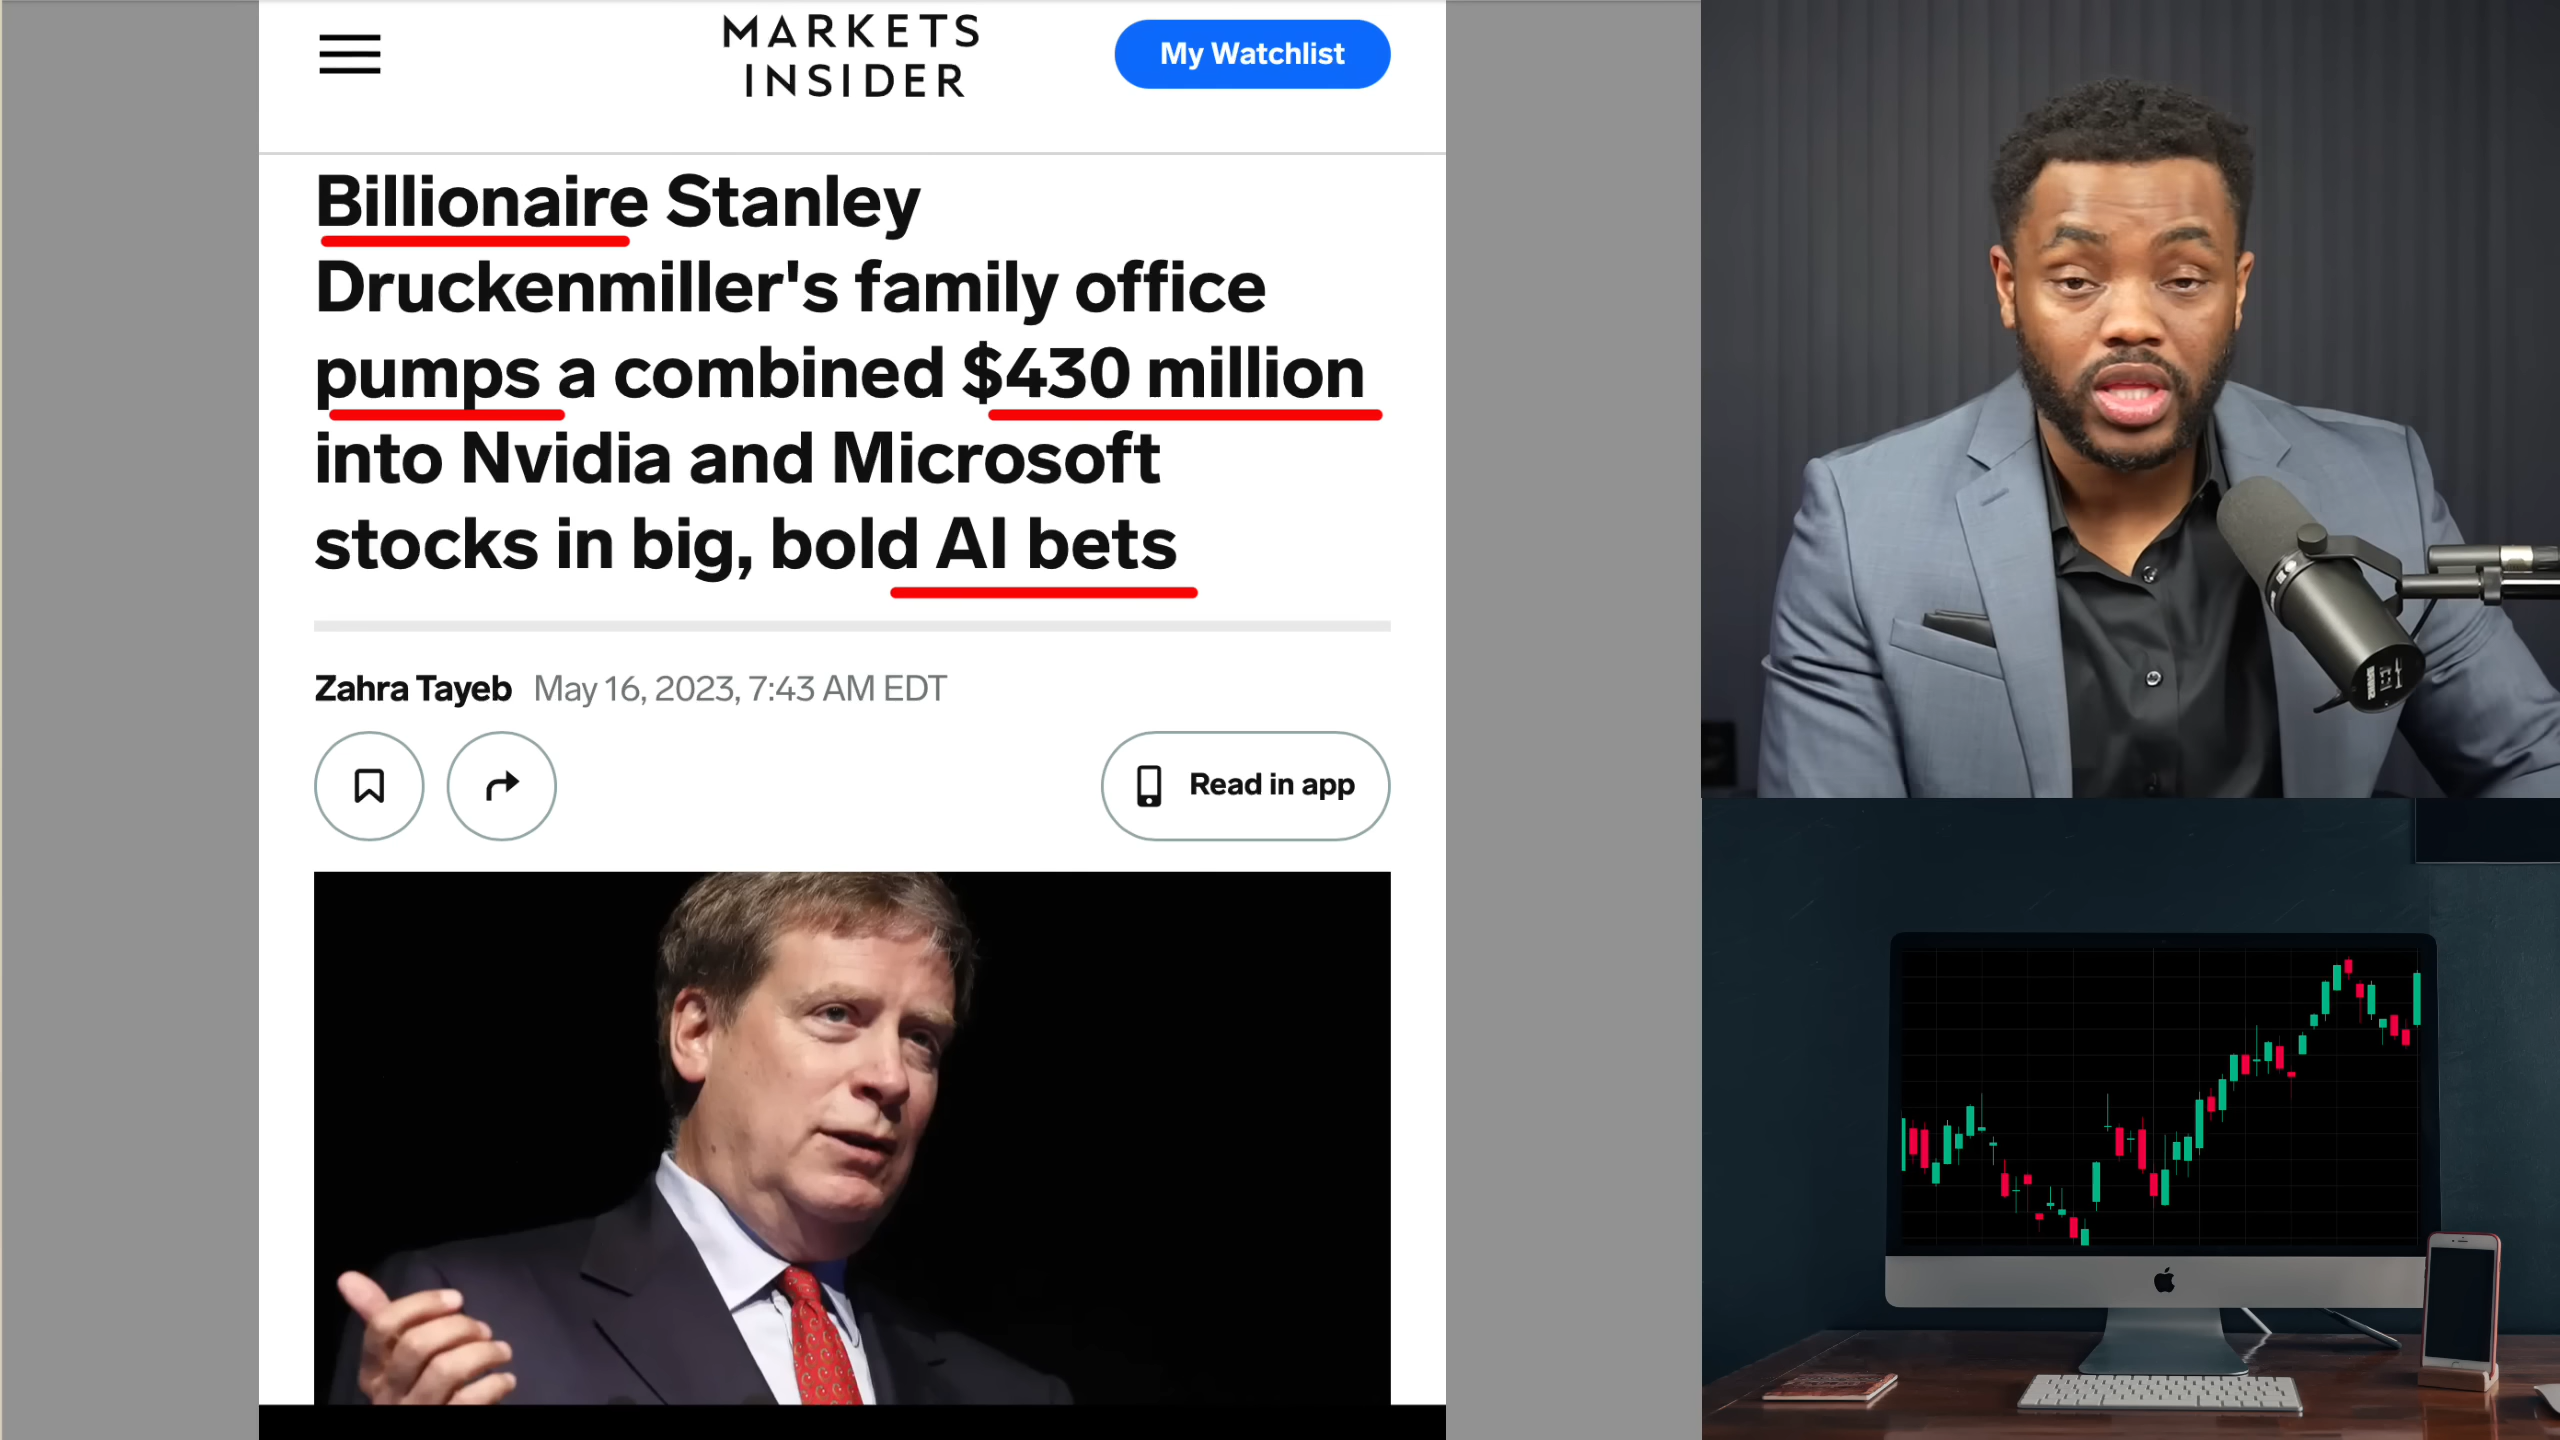 MARKETS
INSIDER
My Watchlist
Billionaire Stanley
Druckenmiller's family office
pumps a combined $430 million
into Nvidia and Microsoft
stocks in big, bold AI bets
Zahra Tayeb May 16, 2023, 7:43 AM EDT
Read in app